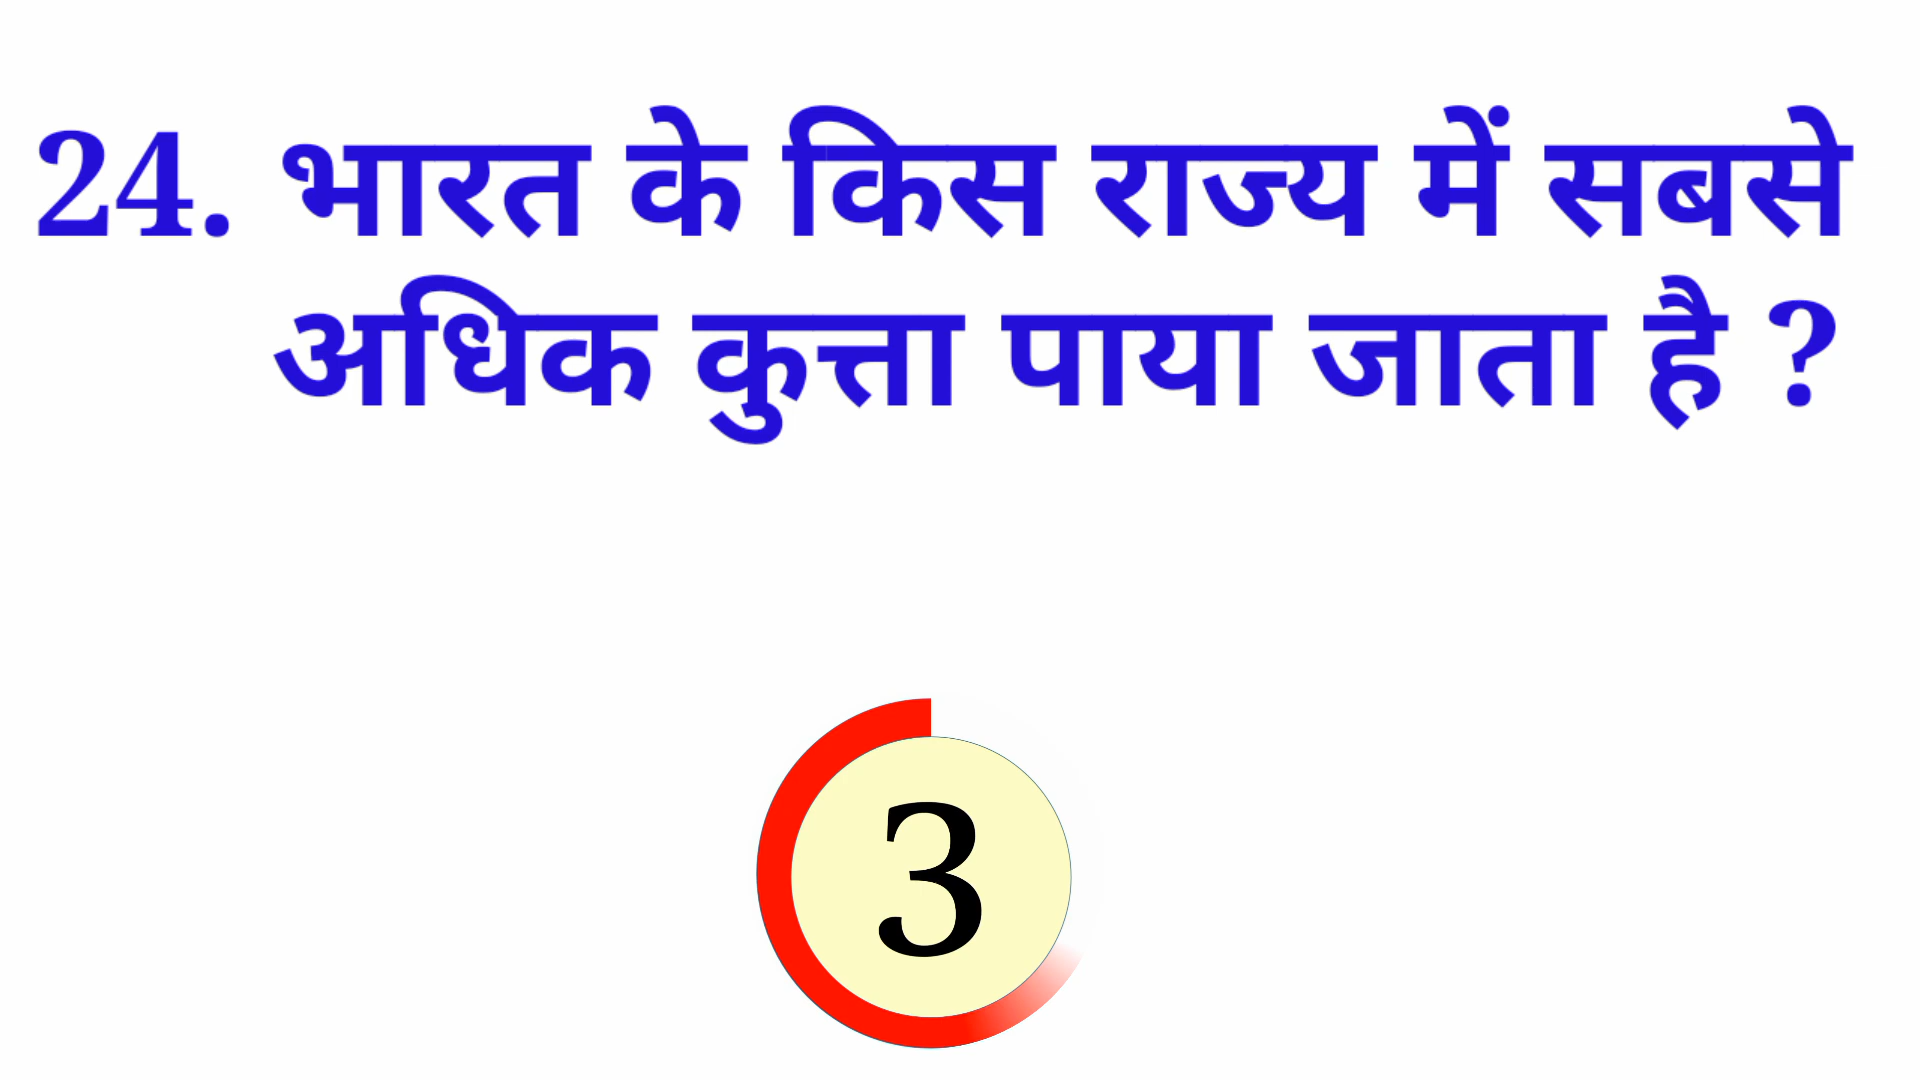 24. भारत के किस राज्य में सबसे
अधिक कुत्ता पाया जाता है ?
3